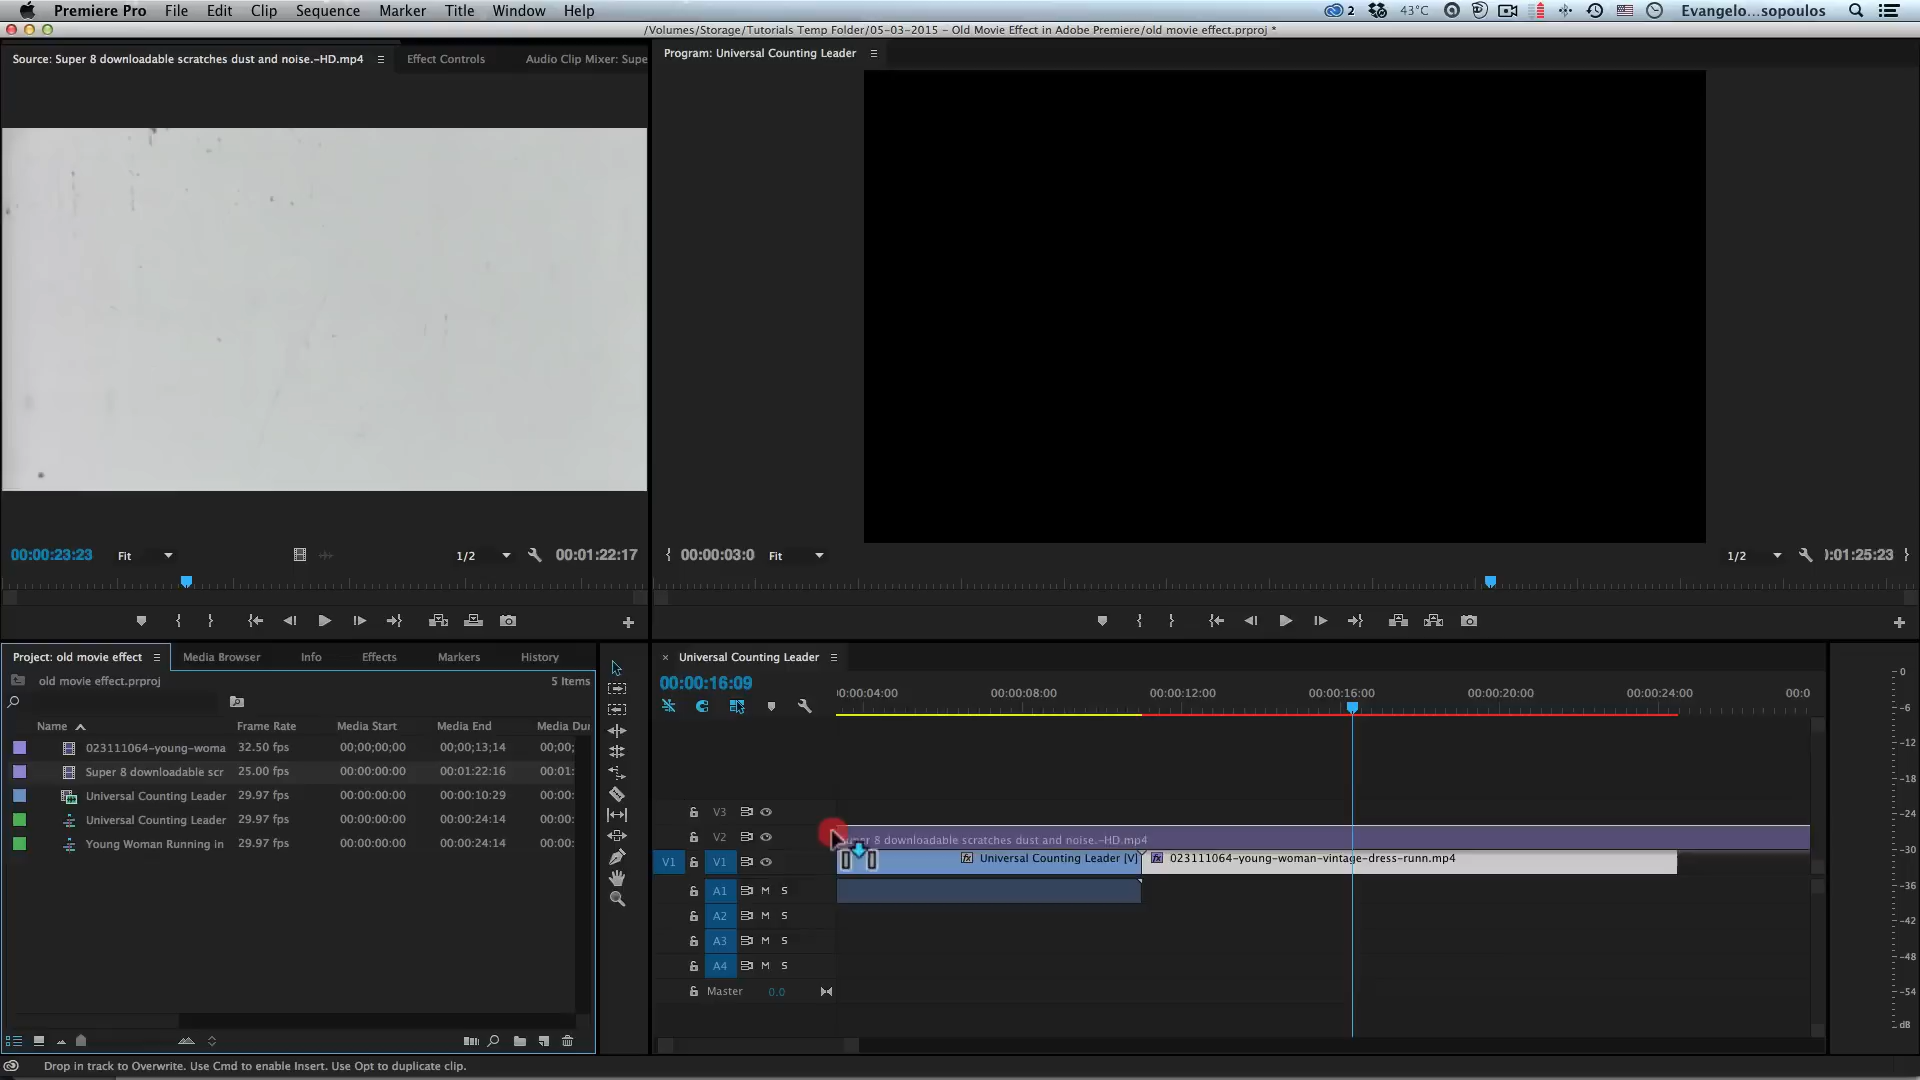 Premiere Pro File Edit Clip Sequence Marker Title Window Help 2 43°C Evangelo...sopoulos
/Volumes/Storage/Tutorials Temp Folder/05-03-2015 - Old Movie Effect in Adobe Premiere/old movie effect.prproj *
Source: Super 8 downloadable scratches dust and noise.-HD.mp4 Effect Controls Audio Clip Mixer: Supe
Program: Universal Counting Leader
00:00:23:23 Fit 1/2 00:01:22:17
00:00:03:0 Fit 1/2 0:01:25:23
Project: old movie effect Media Browser Info Effects Markers History
old movie effect.prproj 5 Items
Name Frame Rate Media Start Media End Media Dur
023111064-young-woma 32.50 fps 00;00;00;00 00;00;13;14 00;00;
Super 8 downloadable scr 25.00 fps 00:00:00:00 00:01:22:16 00:01:
Universal Counting Leader 29.97 fps 00:00:00:00 00:00:10:29 00:00:
Universal Counting Leader 29.97 fps 00:00:00:00 00:00:24:14 00:00:
Young Woman Running in 29.97 fps 00:00:00:00 00:00:24:14 00:00:
× Universal Counting Leader
00:00:16:09
:00:04:00 00:00:08:00 00:00:12:00 00:00:16:00 00:00:20:00 00:00:24:00 00:0
V3
V2 8 downloadable scratches dust and noise.-HD.mp4
V1 V1 fx Universal Counting Leader [V] fx 023111064-young-woman-vintage-dress-runn.mp4
A1 M S
A2 M S
A3 M S
A4 M S
Master 0.0
0
-6
-12
-18
-24
-30
-36
-42
-48
-54
dB
Drop in track to Overwrite. Use Cmd to enable Insert. Use Opt to duplicate clip.